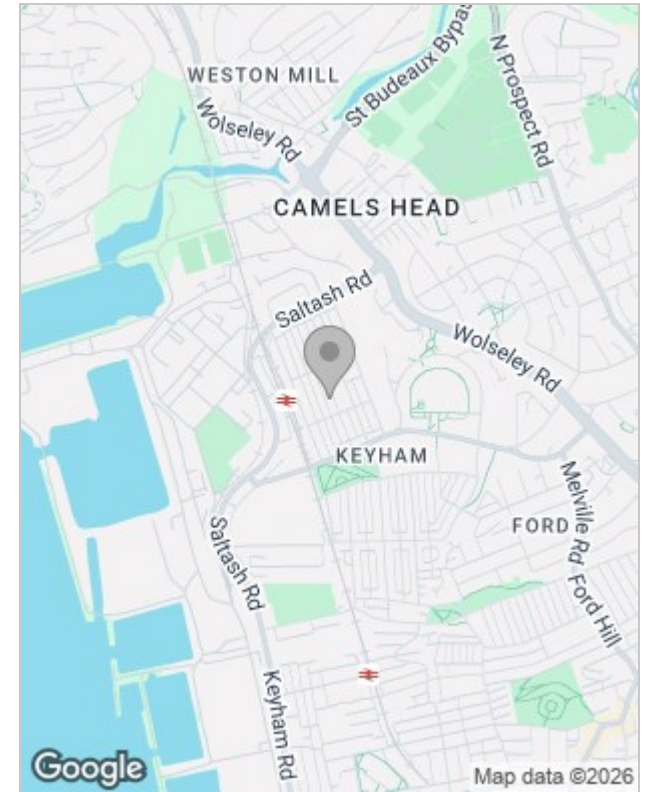 St Budeaux Bypas
N Prospect Rd
WESTON MILL
Wolseley Rd
CAMELS HEAD
Saltash Rd
Wolseley Rd
KEYHAM
Melville Rd
FORD
Saltash Rd
Ford Hill
Keyham Rd
Google
Map data ©2026